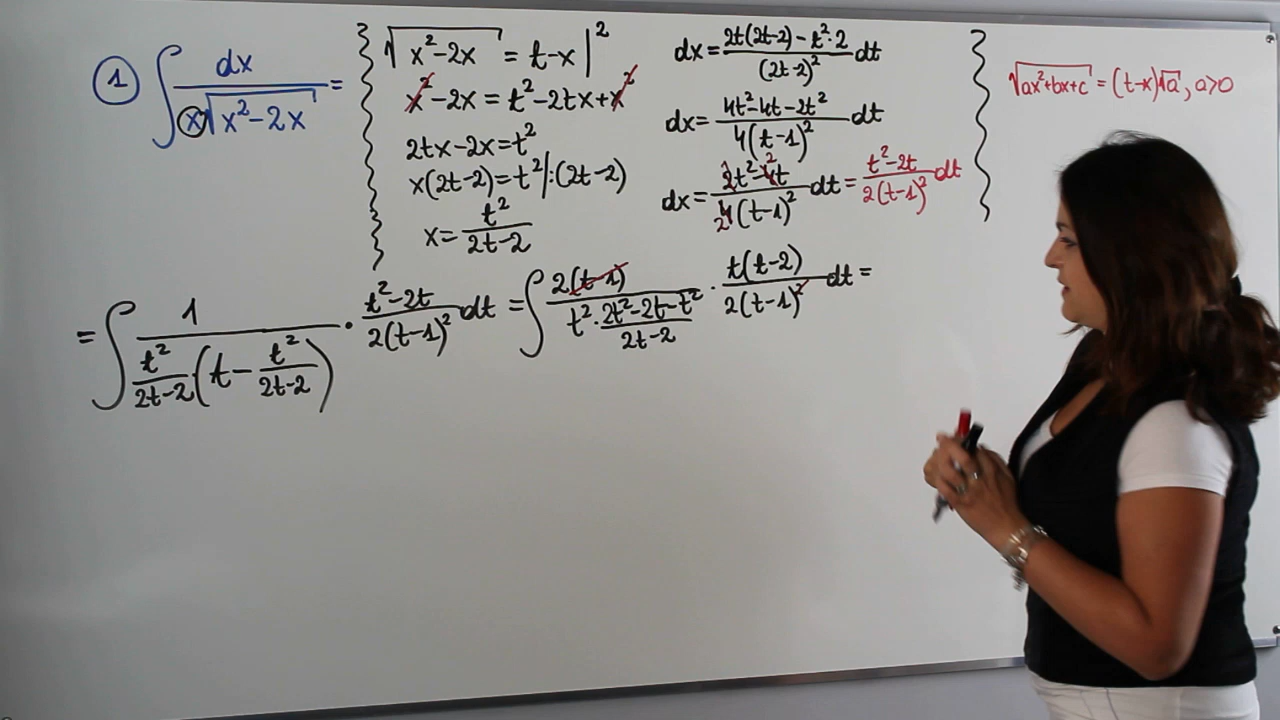 ① ∫ dx / (x√(x²-2x)) =
√(x²-2x) = t-x |²
x²-2x = t²-2tx+x²
2tx-2x=t²
x(2t-2)=t² |:(2t-2)
x= t²/(2t-2)
dx= (2t(2t-2)-t²·2)/(2t-2)² dt
dx= (4t²-4t-2t²)/(4(t-1)²) dt
dx= (2t²-4t)/(4(t-1)²) dt = (t²-2t)/(2(t-1)²) dt
√(ax²+bx+c) = (t-x)√a, a>0
= ∫ 1/((t²/(2t-2))(t - t²/(2t-2))) · (t²-2t)/(2(t-1)²) dt = ∫ 2(t-1)/(t²·(2t²-2t-t²)/(2t-2)) · t(t-2)/(2(t-1)²) dt =